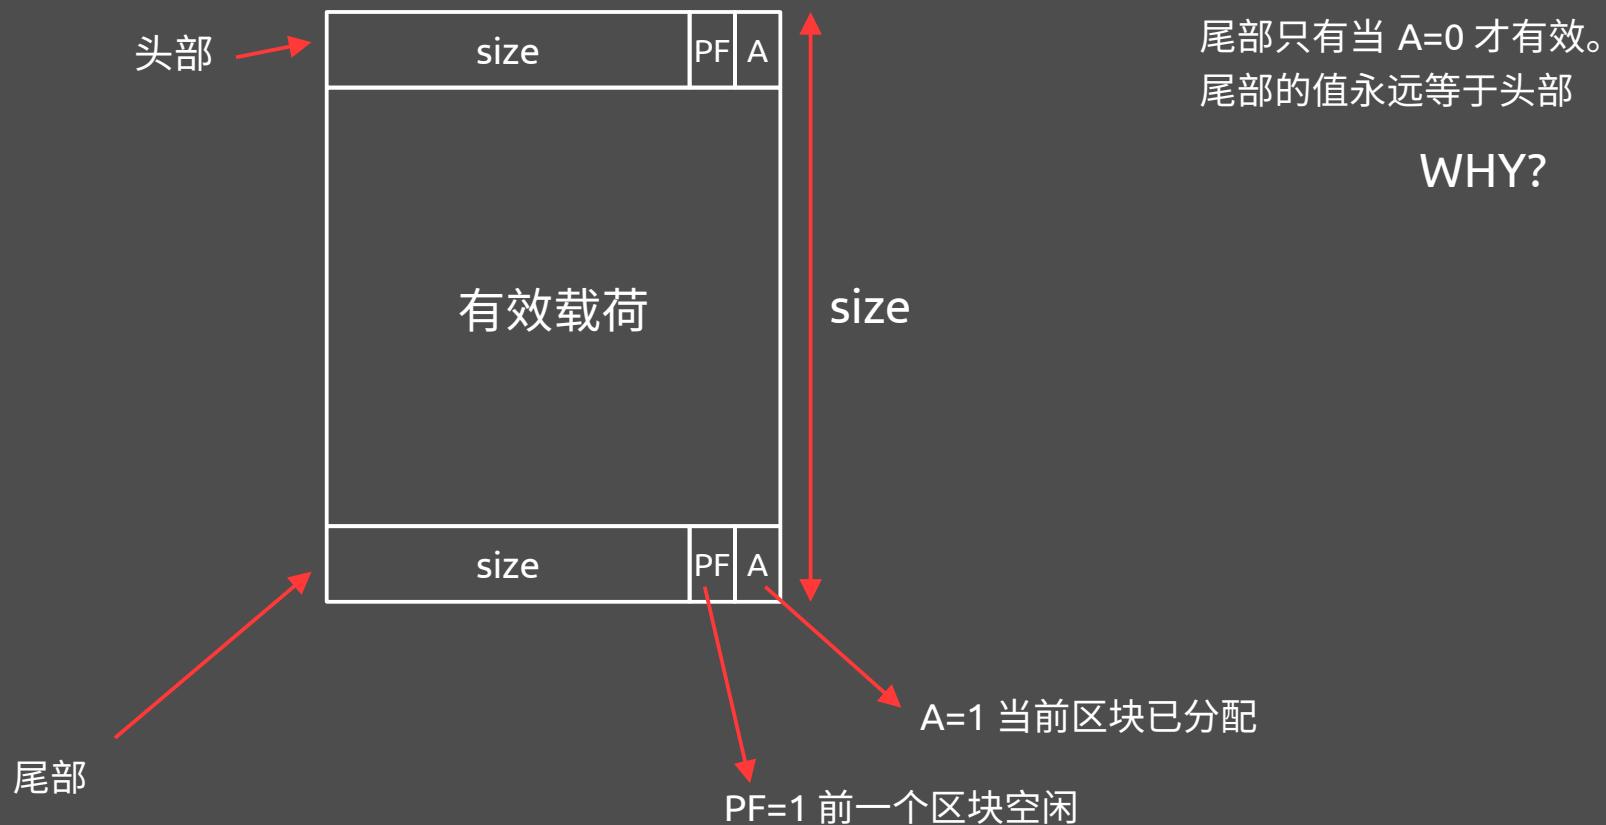 头部
size PF A
尾部只有当 A=0 才有效。
尾部的值永远等于头部
WHY?
有效载荷
size
size PF A
尾部
A=1 当前区块已分配
PF=1 前一个区块空闲